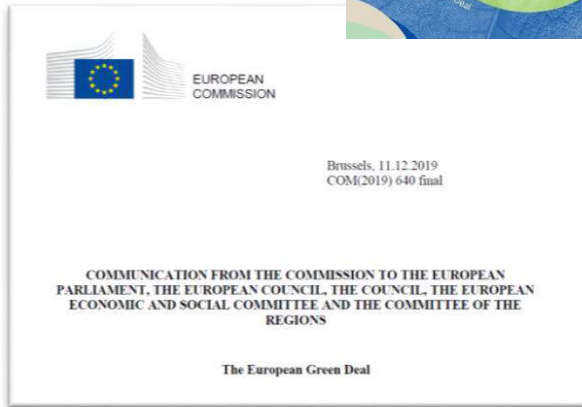 Deal
EUROPEAN
COMMISSION
Brussels, 11.12.2019
COM(2019) 640 final
COMMUNICATION FROM THE COMMISSION TO THE EUROPEAN
PARLIAMENT, THE EUROPEAN COUNCIL, THE COUNCIL, THE EUROPEAN
ECONOMIC AND SOCIAL COMMITTEE AND THE COMMITTEE OF THE
REGIONS
The European Green Deal